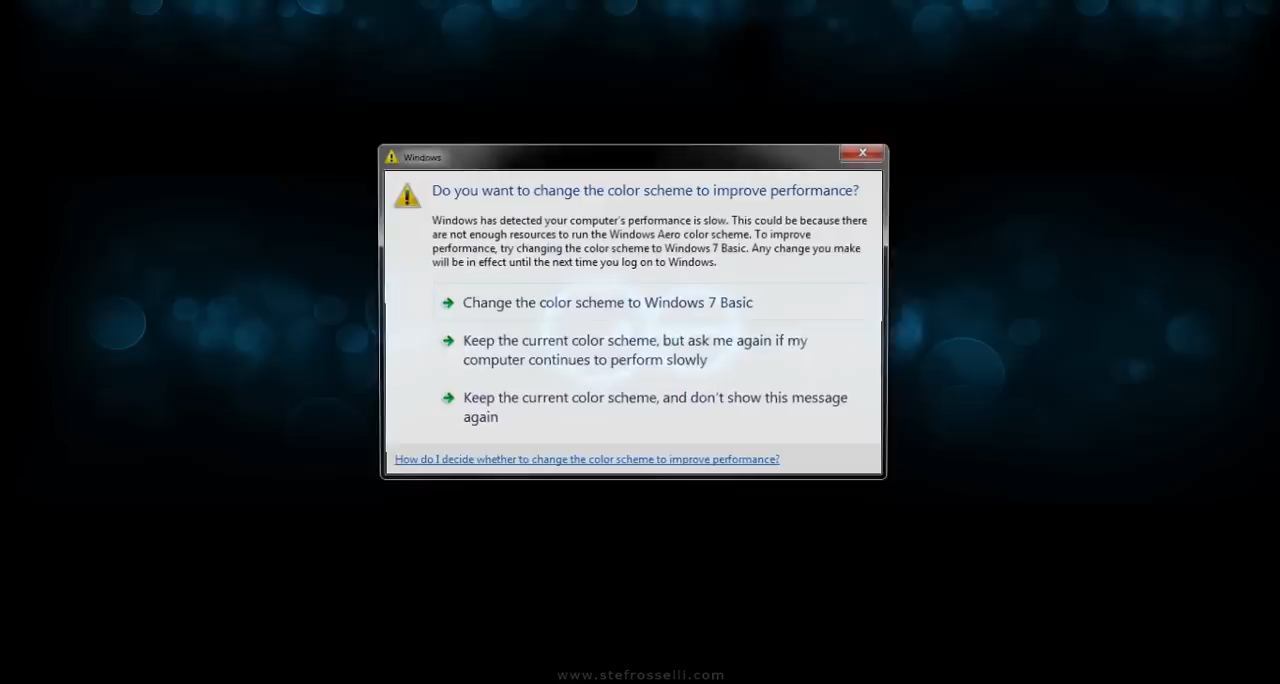 Windows
Do you want to change the color scheme to improve performance?
Windows has detected your computer's performance is slow. This could be because there
are not enough resources to run the Windows Aero color scheme. To improve
performance, try changing the color scheme to Windows 7 Basic. Any change you make
will be in effect until the next time you log on to Windows.
Change the color scheme to Windows 7 Basic
Keep the current color scheme, but ask me again if my
computer continues to perform slowly
Keep the current color scheme, and don't show this message
again
How do I decide whether to change the color scheme to improve performance?
www.stefrosselli.com